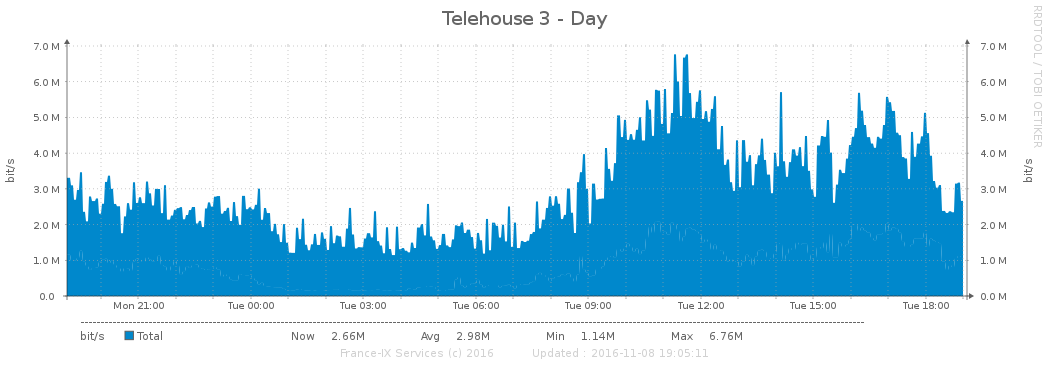 Telehouse 3 - Day
RRDTOOL / TOBI OETIKER
bit/s
7.0 M 7.0 M
6.0 M 6.0 M
5.0 M 5.0 M
4.0 M 4.0 M
3.0 M 3.0 M
2.0 M 2.0 M
1.0 M 1.0 M
0.0 0.0 M
bit/s
Mon 21:00 Tue 00:00 Tue 03:00 Tue 06:00 Tue 09:00 Tue 12:00 Tue 15:00 Tue 18:00
bit/s Total Now 2.66M Avg 2.98M Min 1.14M Max 6.76M
France-IX Services (c) 2016 Updated : 2016-11-08 19:05:11